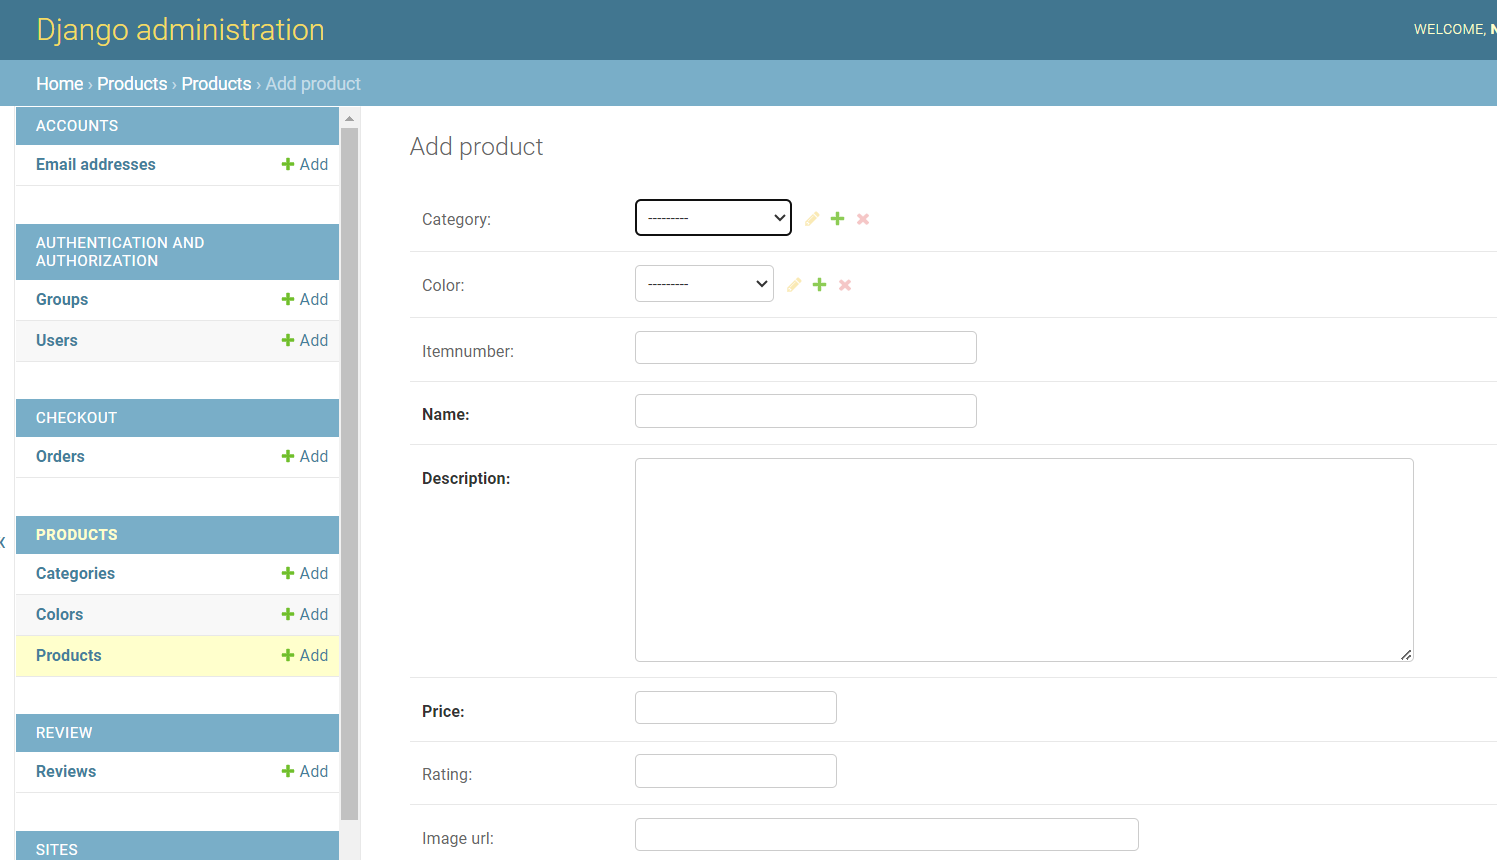 Django administration
WELCOME,
Home › Products › Products › Add product
ACCOUNTS
Email addresses Add
AUTHENTICATION AND
AUTHORIZATION
Groups Add
Users Add
CHECKOUT
Orders Add
PRODUCTS
Categories Add
Colors Add
Products Add
REVIEW
Reviews Add
SITES
Add product
Category: ---------
Color: ---------
Itemnumber:
Name:
Description:
Price:
Rating:
Image url: